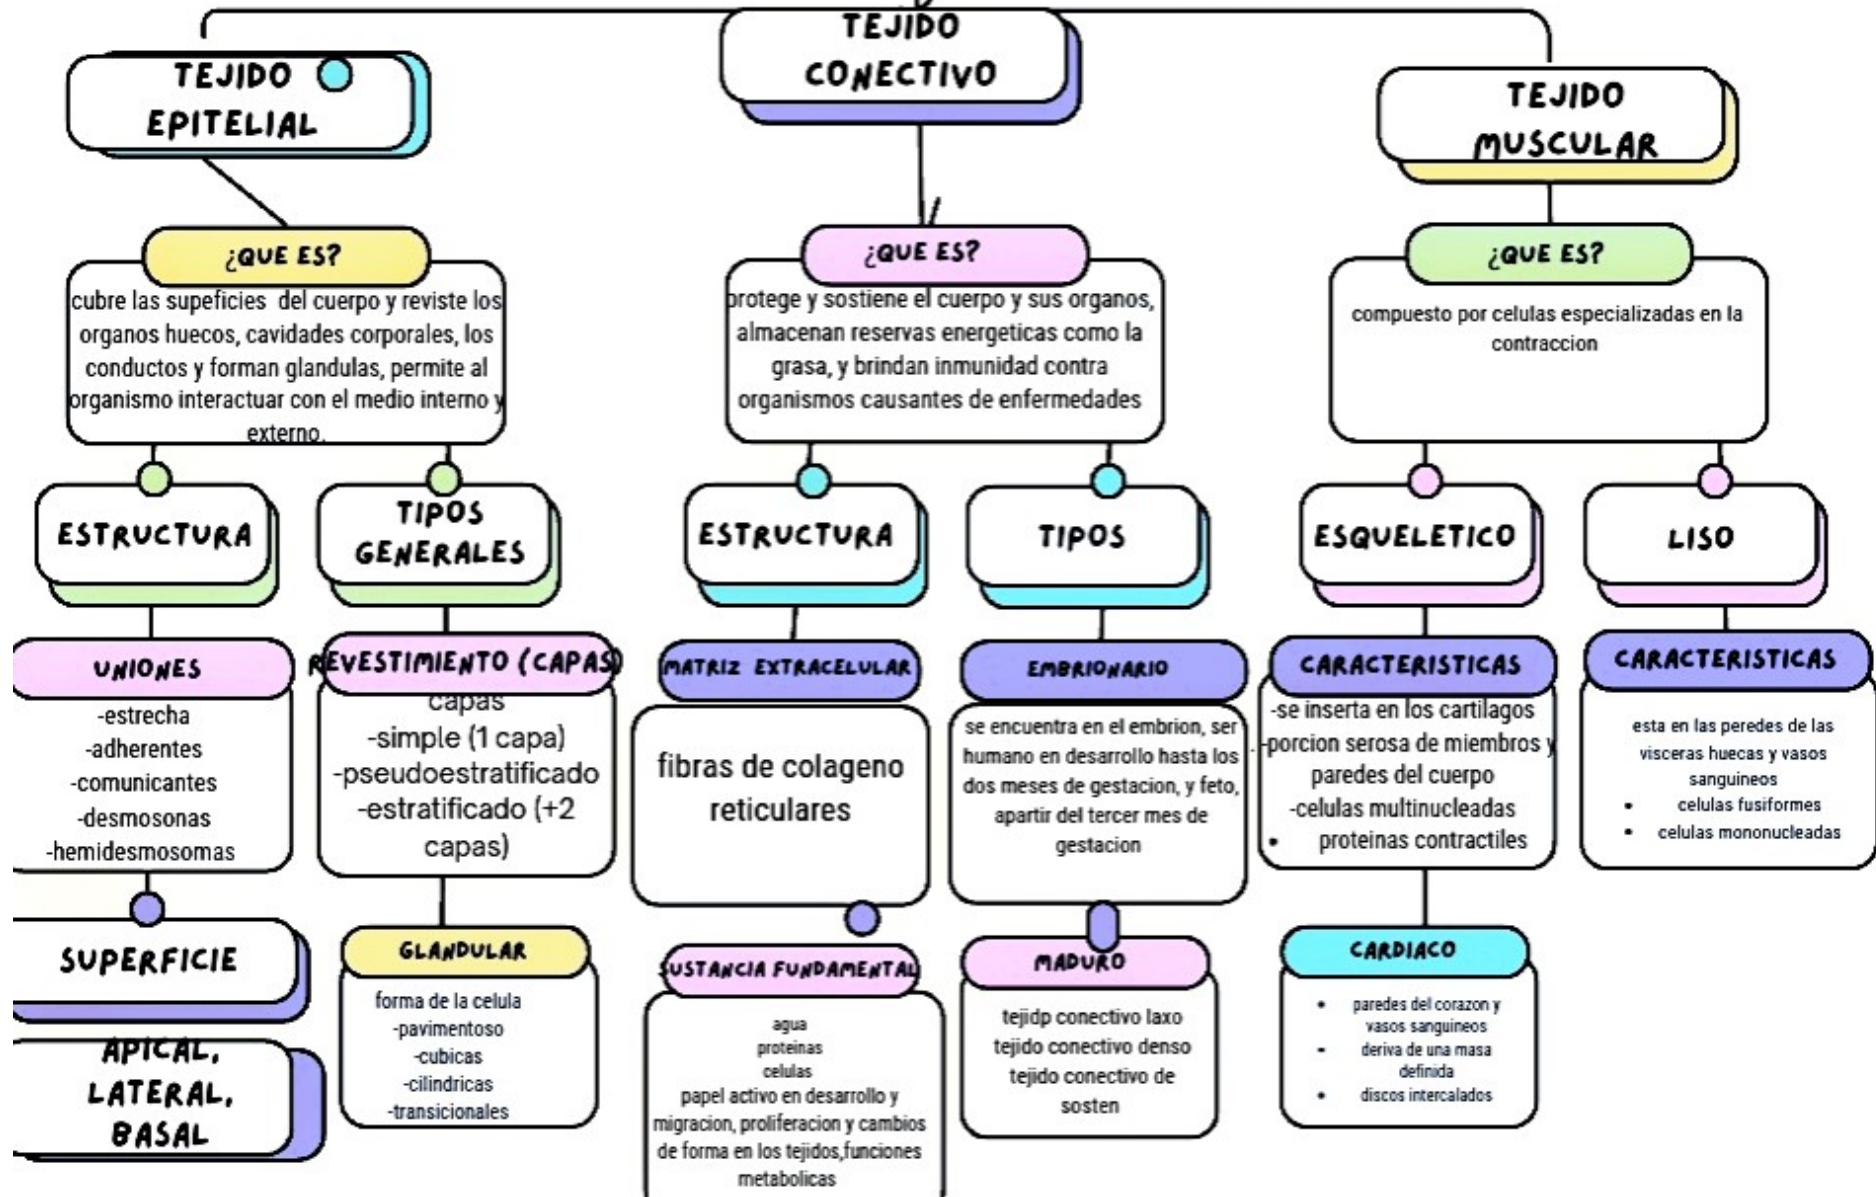 TEJIDO
EPITELIAL
¿QUE ES?
cubre las supeficies del cuerpo y reviste los
organos huecos, cavidades corporales, los
conductos y forman glandulas, permite al
organismo interactuar con el medio interno y
externo.
ESTRUCTURA
UNIONES
-estrecha
-adherentes
-comunicantes
-desmosonas
-hemidesmosomas
SUPERFICIE
APICAL,
LATERAL,
BASAL
TIPOS
GENERALES
REVESTIMIENTO (CAPAS)
capas
-simple (1 capa)
-pseudoestratificado
-estratificado (+2
capas)
GLANDULAR
forma de la celula
-pavimentoso
-cubicas
-cilindricas
-transicionales
TEJIDO
CONECTIVO
¿QUE ES?
protege y sostiene el cuerpo y sus organos,
almacenan reservas energeticas como la
grasa, y brindan inmunidad contra
organismos causantes de enfermedades
ESTRUCTURA
MATRIZ EXTRACELULAR
fibras de colageno
reticulares
SUSTANCIA FUNDAMENTAL
agua
proteinas
celulas
papel activo en desarrollo y
migracion, proliferacion y cambios
de forma en los tejidos,funciones
metabolicas
TIPOS
EMBRIONARIO
se encuentra en el embrion, ser
humano en desarrollo hasta los
dos meses de gestacion, y feto,
apartir del tercer mes de
gestacion
MADURO
tejidp conectivo laxo
tejido conectivo denso
tejido conectivo de
sosten
TEJIDO
MUSCULAR
¿QUE ES?
compuesto por celulas especializadas en la
contraccion
ESQUELETICO
CARACTERISTICAS
-se inserta en los cartilagos
-porcion serosa de miembros y
paredes del cuerpo
-celulas multinucleadas
• proteinas contractiles
CARDIACO
• paredes del corazon y
vasos sanguineos
• deriva de una masa
definida
• discos intercalados
LISO
CARACTERISTICAS
esta en las peredes de las
visceras huecas y vasos
sanguineos
• celulas fusiformes
• celulas mononucleadas